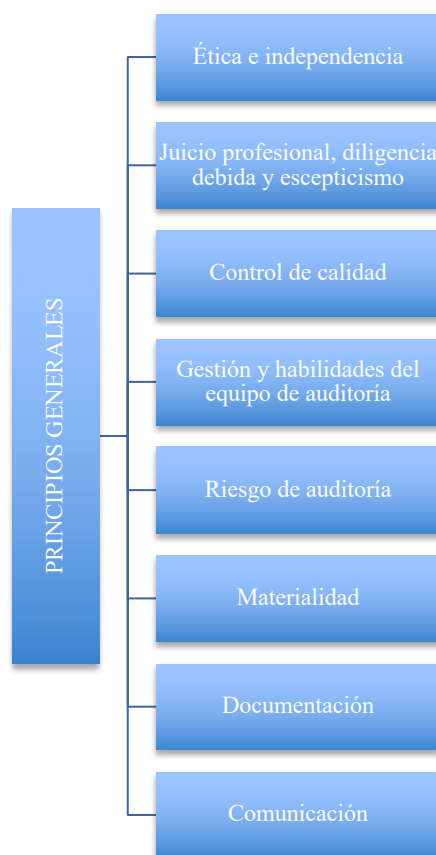 PRINCIPIOS GENERALES
Ética e independencia
Juicio profesional, diligencia
debida y escepticismo
Control de calidad
Gestión y habilidades del
equipo de auditoría
Riesgo de auditoría
Materialidad
Documentación
Comunicación